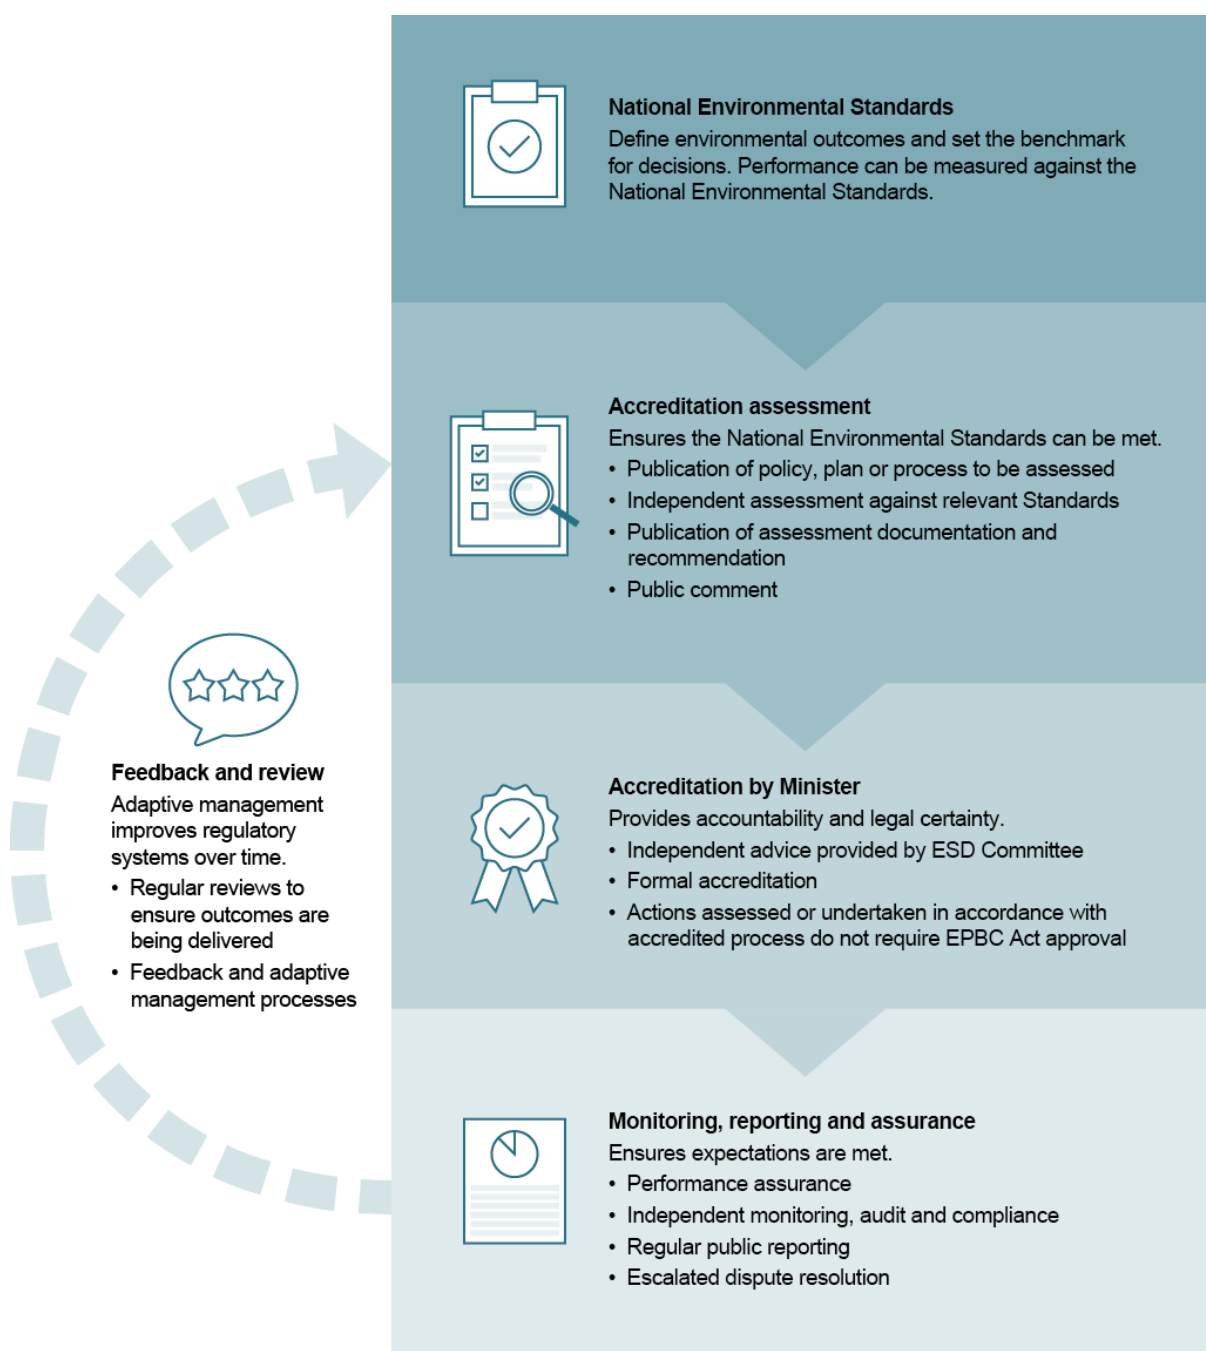 National Environmental Standards
Define environmental outcomes and set the benchmark
for decisions. Performance can be measured against the
National Environmental Standards.
Accreditation assessment
Ensures the National Environmental Standards can be met.
• Publication of policy, plan or process to be assessed
• Independent assessment against relevant Standards
• Publication of assessment documentation and
recommendation
• Public comment
Feedback and review
Adaptive management
improves regulatory
systems over time.
• Regular reviews to
ensure outcomes are
being delivered
• Feedback and adaptive
management processes
Accreditation by Minister
Provides accountability and legal certainty.
• Independent advice provided by ESD Committee
• Formal accreditation
• Actions assessed or undertaken in accordance with
accredited process do not require EPBC Act approval
Monitoring, reporting and assurance
Ensures expectations are met.
• Performance assurance
• Independent monitoring, audit and compliance
• Regular public reporting
• Escalated dispute resolution